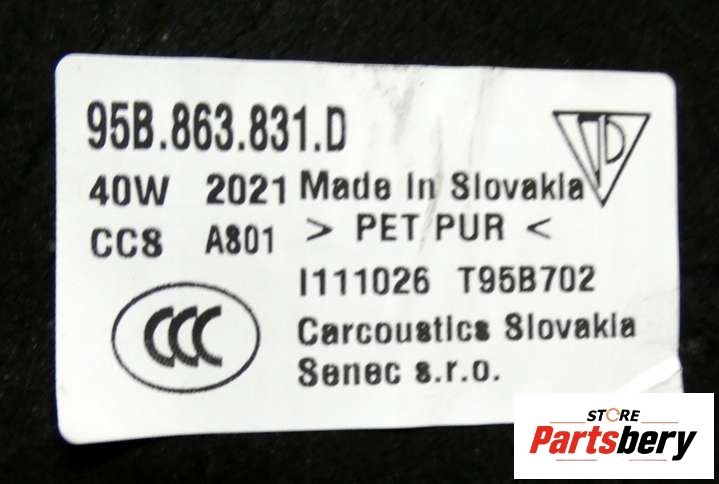 95B.863.831.D
40W 2021 Made In Slovakia
CC8 A801 > PET PUR <
I111026 T95B702
CCC
Carcoustics Slovakia
Senec s.r.o.
STORE
Partsbery